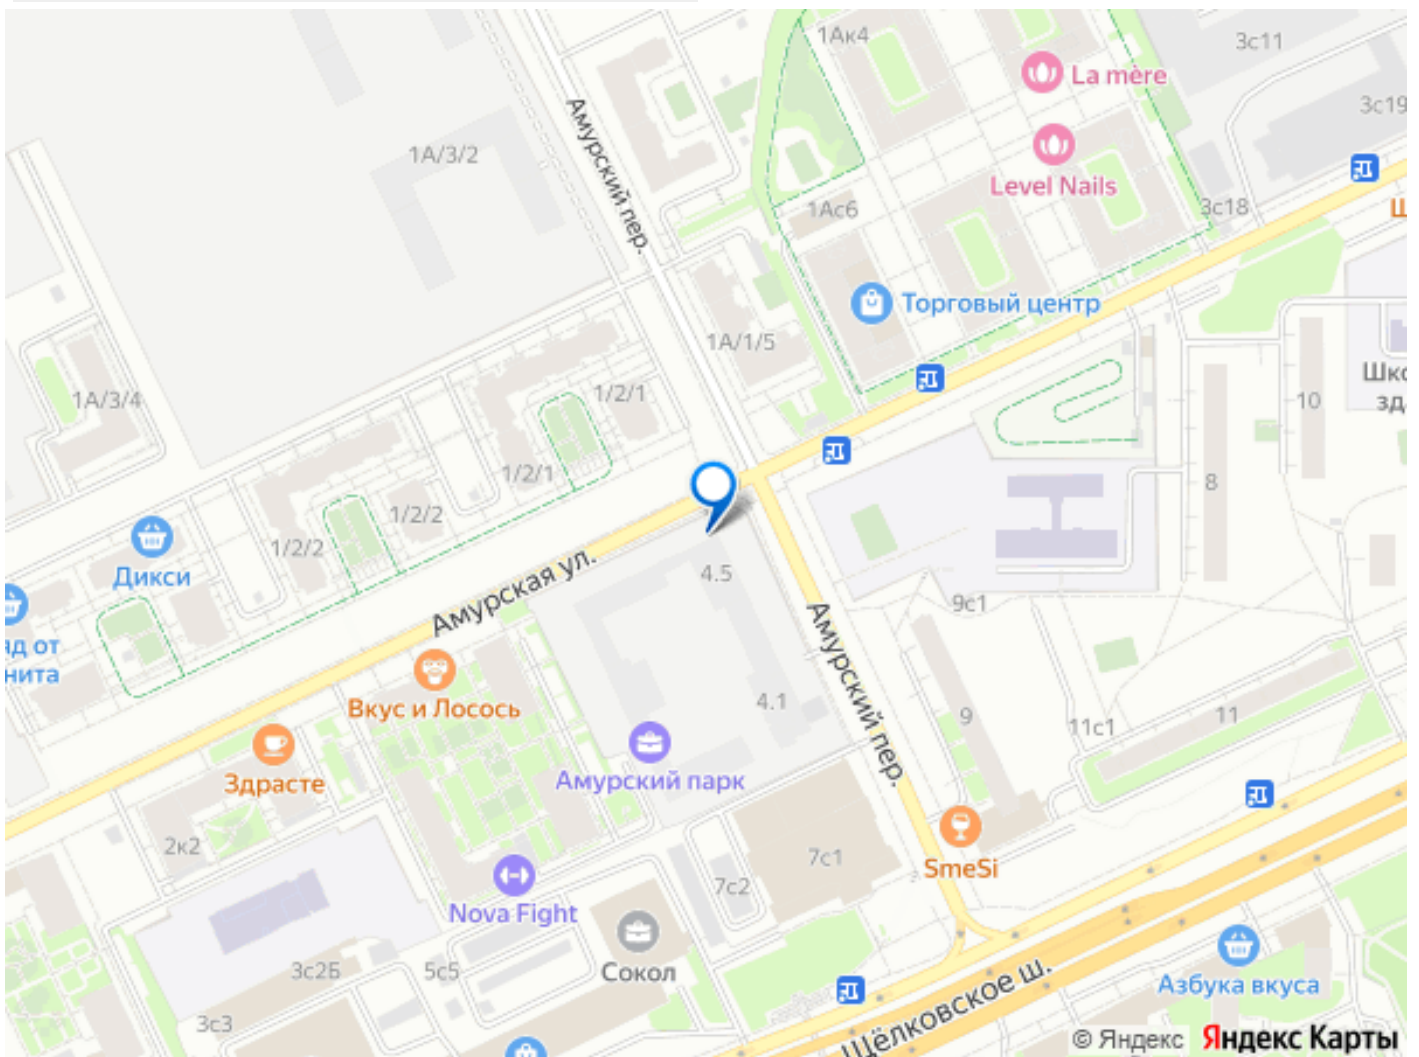 1Ак4
3с11
La mère
3с19
Амурский пер.
1А/3/2
Level Nails
1Ас6
3с18
Торговый центр
1А/1/5
1А/3/4
1/2/1
10
1/2/1
8
1/2/2
1/2/2
Дикси
4.5
Амурская ул.
9с1
Амурский пер.
Вкус и Лосось
4.1
9
11с1
11
Здрасте
Амурский парк
2к2
7с1
SmeSi
7с2
Nova Fight
3с2Б
5с5
Сокол
Азбука вкуса
3с3
Щёлковское ш.
© Яндекс Яндекс Карты